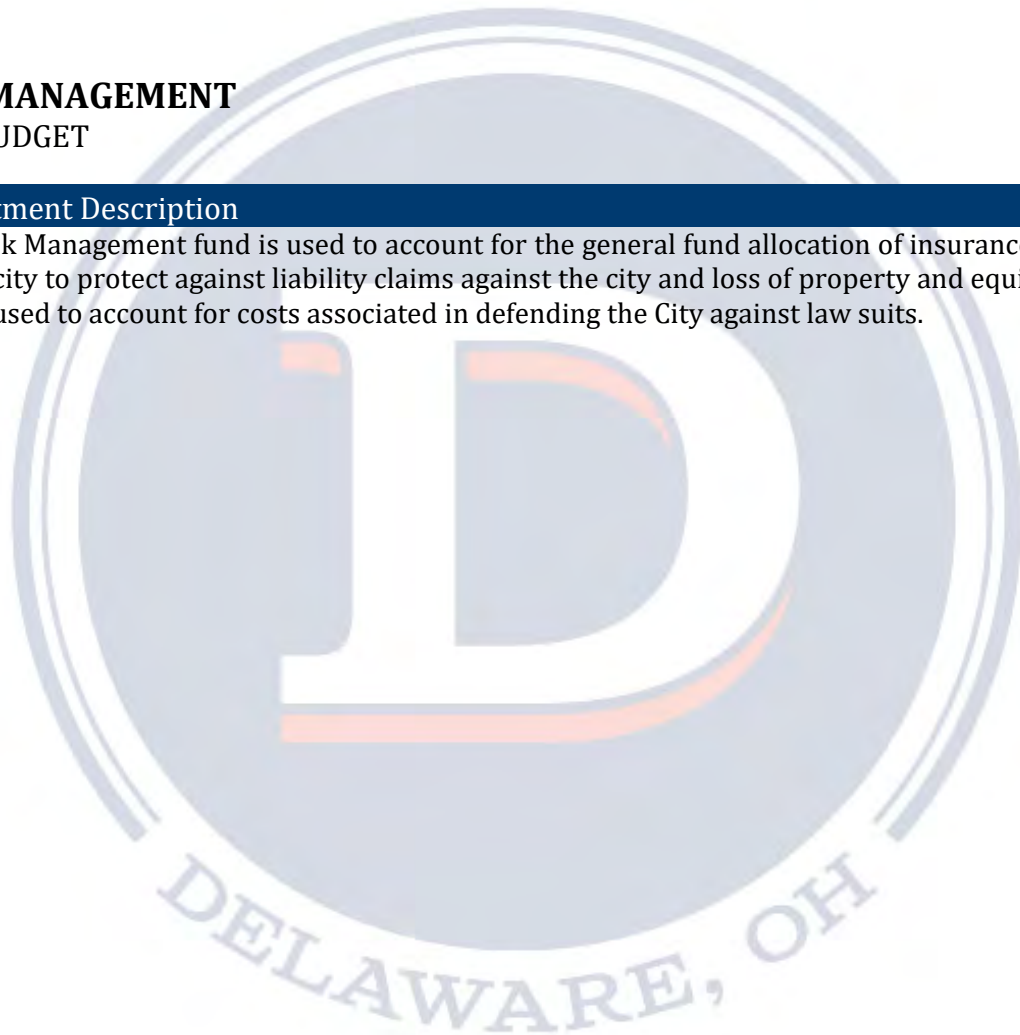 MANAGEMENT
UDGET
tment Description
k Management fund is used to account for the general fund allocation of insurance
city to protect against liability claims against the city and loss of property and equi
used to account for costs associated in defending the City against law suits.
D
DELAWARE, OH